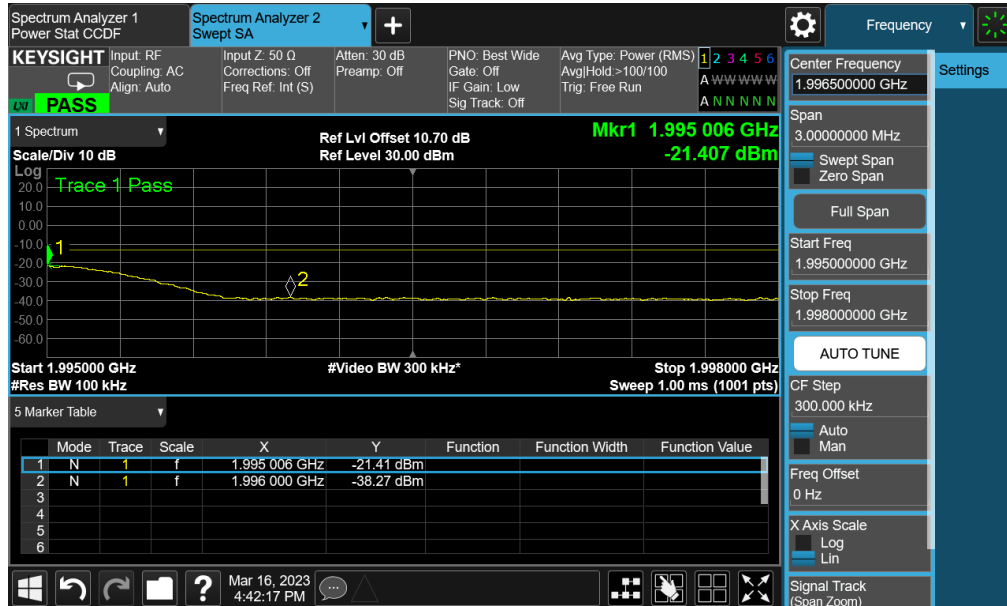 Spectrum Analyzer 1
Power Stat CCDF
Spectrum Analyzer 2
Swept SA
Frequency
KEYSIGHT
LXI PASS
Input: RF
Coupling: AC
Align: Auto
Input Z: 50 Ω
Corrections: Off
Freq Ref: Int (S)
Atten: 30 dB
Preamp: Off
PNO: Best Wide
Gate: Off
IF Gain: Low
Sig Track: Off
Avg Type: Power (RMS)
Avg|Hold:>100/100
Trig: Free Run
1 2 3 4 5 6
A W W W W W
A N N N N N
1 Spectrum
Scale/Div 10 dB
Ref Lvl Offset 10.70 dB
Ref Level 30.00 dBm
Mkr1 1.995 006 GHz
-21.407 dBm
Log
Trace 1 Pass
20.0
10.0
0.00
-10.0
-20.0
-30.0
-40.0
-50.0
-60.0
1
2
Start 1.995000 GHz
#Res BW 100 kHz
#Video BW 300 kHz*
Stop 1.998000 GHz
Sweep 1.00 ms (1001 pts)
5 Marker Table
Mode Trace Scale X Y Function Function Width Function Value
1 N 1 f 1.995 006 GHz -21.41 dBm
2 N 1 f 1.996 000 GHz -38.27 dBm
3
4
5
6
Mar 16, 2023
4:42:17 PM
Center Frequency
1.996500000 GHz
Settings
Span
3.00000000 MHz
Swept Span
Zero Span
Full Span
Start Freq
1.995000000 GHz
Stop Freq
1.998000000 GHz
AUTO TUNE
CF Step
300.000 kHz
Auto
Man
Freq Offset
0 Hz
X Axis Scale
Log
Lin
Signal Track
(Span Zoom)